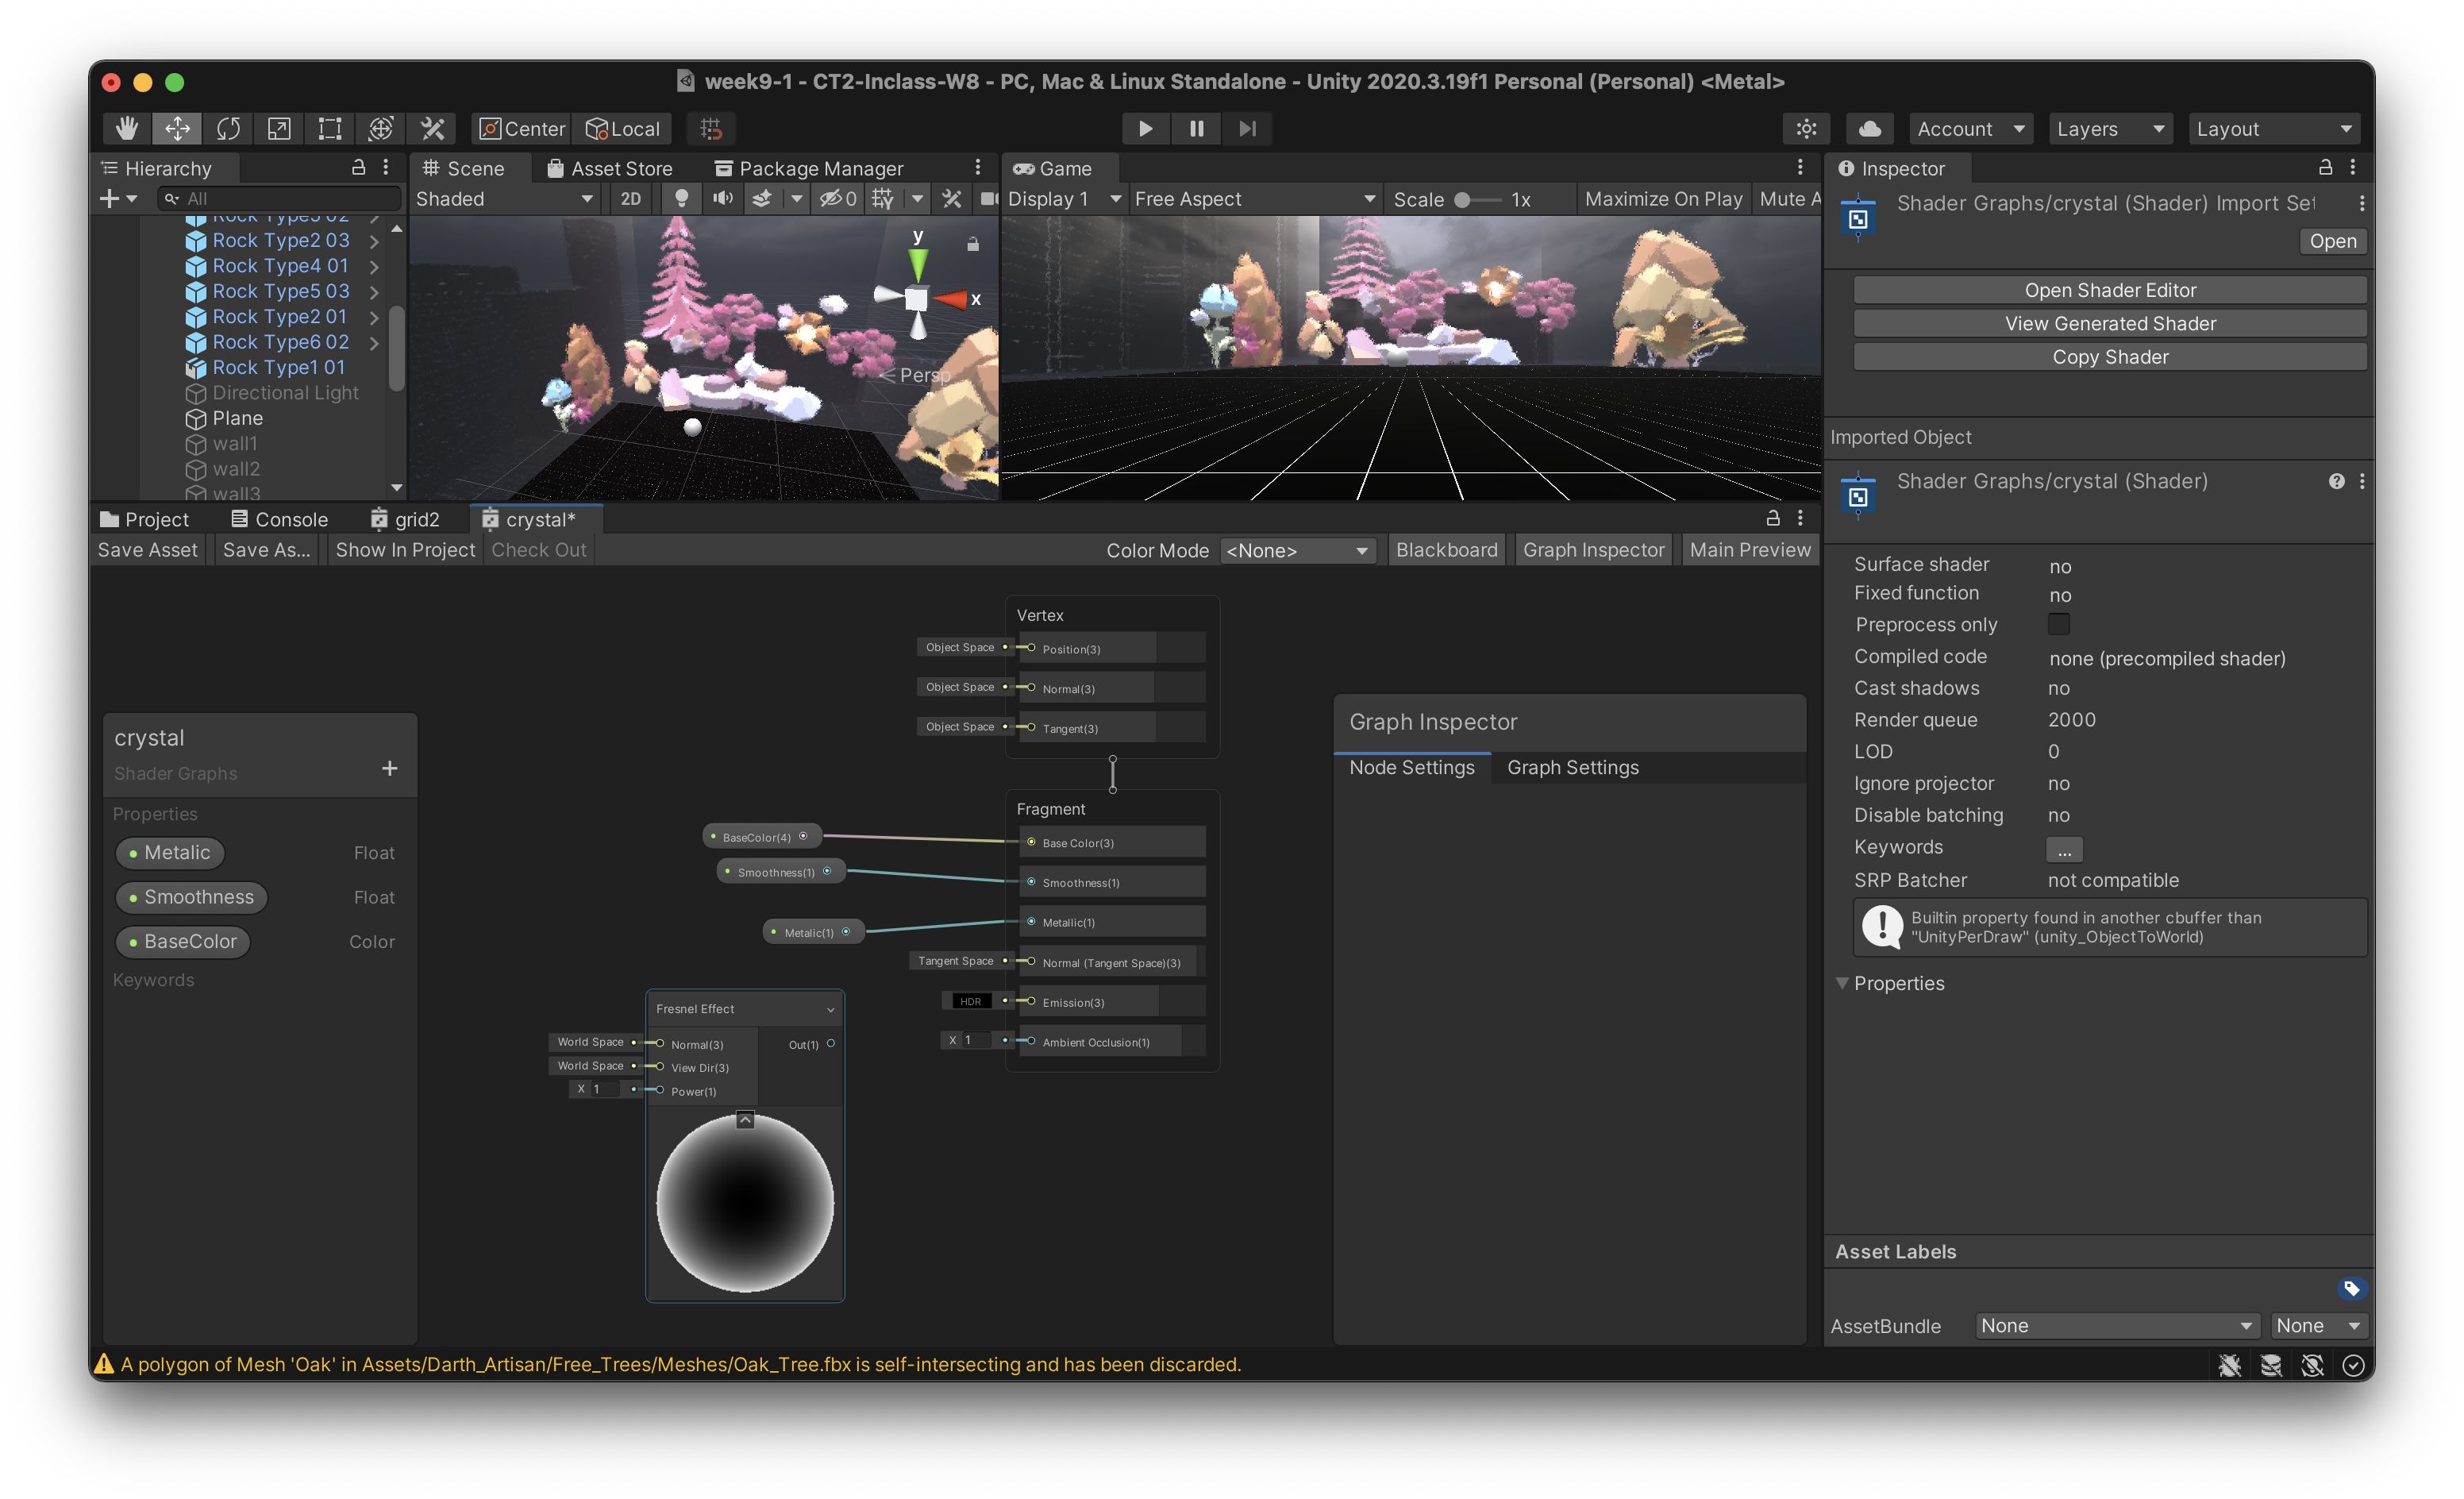 week9-1 - CT2-Inclass-W8 - PC, Mac & Linux Standalone - Unity 2020.3.19f1 Personal (Personal) <Metal>
Center Local Account Layers Layout
Hierarchy
All
Rock Type5 02
Rock Type2 03
Rock Type4 01
Rock Type5 03
Rock Type2 01
Rock Type6 02
Rock Type1 01
Directional Light
Plane
wall1
wall2
wall3
Scene Asset Store Package Manager
Shaded 2D 0
y
x
Persp
Game
Display 1 Free Aspect Scale 1x Maximize On Play Mute A
Project Console grid2 crystal*
Save Asset Save As... Show In Project Check Out Color Mode <None> Blackboard Graph Inspector Main Preview
crystal
Shader Graphs
Properties
Metalic Float
Smoothness Float
BaseColor Color
Keywords
Vertex
Object Space Position(3)
Object Space Normal(3)
Object Space Tangent(3)
Fragment
BaseColor(4) Base Color(3)
Smoothness(1) Smoothness(1)
Metalic(1) Metallic(1)
Tangent Space Normal (Tangent Space)(3)
HDR Emission(3)
X 1 Ambient Occlusion(1)
Fresnel Effect
World Space Normal(3) Out(1)
World Space View Dir(3)
X 1 Power(1)
Graph Inspector
Node Settings Graph Settings
Inspector
Shader Graphs/crystal (Shader) Import Set
Open
Open Shader Editor
View Generated Shader
Copy Shader
Imported Object
Shader Graphs/crystal (Shader)
Surface shader no
Fixed function no
Preprocess only
Compiled code none (precompiled shader)
Cast shadows no
Render queue 2000
LOD 0
Ignore projector no
Disable batching no
Keywords ...
SRP Batcher not compatible
Builtin property found in another cbuffer than
"UnityPerDraw" (unity_ObjectToWorld)
Properties
Asset Labels
AssetBundle None None
A polygon of Mesh 'Oak' in Assets/Darth_Artisan/Free_Trees/Meshes/Oak_Tree.fbx is self-intersecting and has been discarded.